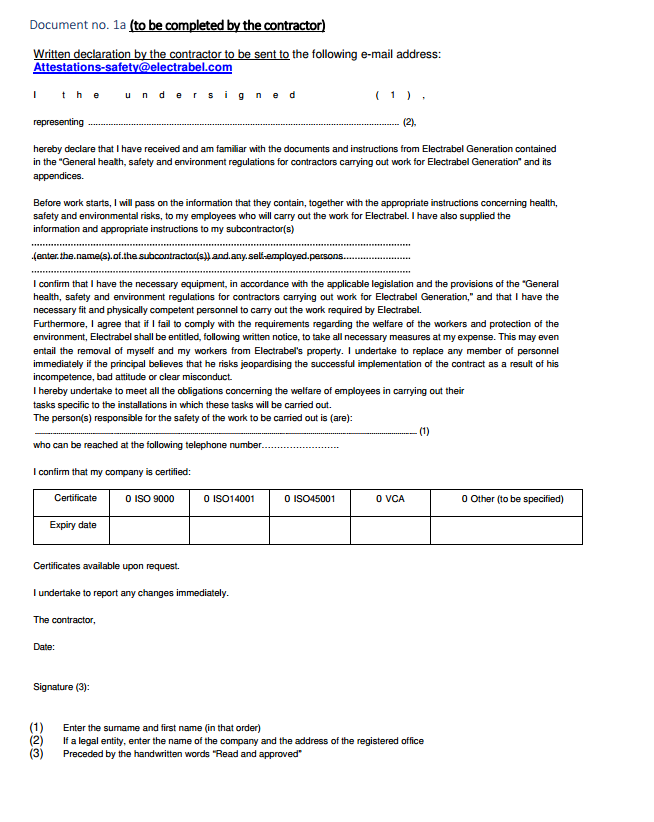 Document no. 1a (to be completed by the contractor)
Written declaration by the contractor to be sent to the following e-mail address:
Attestations-safety@electrabel.com
I the undersigned (1),
representing ................................................................ (2),
hereby declare that I have received and am familiar with the documents and instructions from Electrabel Generation contained
in the “General health, safety and environment regulations for contractors carrying out work for Electrabel Generation” and its
appendices.
Before work starts, I will pass on the information that they contain, together with the appropriate instructions concerning health,
safety and environmental risks, to my employees who will carry out the work for Electrabel. I have also supplied the
information and appropriate instructions to my subcontractor(s)
................................................................
(enter the name(s) of the subcontractor(s)) and any self-employed persons........................
................................................................
I confirm that I have the necessary equipment, in accordance with the applicable legislation and the provisions of the “General
health, safety and environment regulations for contractors carrying out work for Electrabel Generation,” and that I have the
necessary fit and physically competent personnel to carry out the work required by Electrabel.
Furthermore, I agree that if I fail to comply with the requirements regarding the welfare of the workers and protection of the
environment, Electrabel shall be entitled, following written notice, to take all necessary measures at my expense. This may even
entail the removal of myself and my workers from Electrabel's property. I undertake to replace any member of personnel
immediately if the principal believes that he risks jeopardising the successful implementation of the contract as a result of his
incompetence, bad attitude or clear misconduct.
I hereby undertake to meet all the obligations concerning the welfare of employees in carrying out their
tasks specific to the installations in which these tasks will be carried out.
The person(s) responsible for the safety of the work to be carried out is (are):
................................................................ (1)
who can be reached at the following telephone number........................
I confirm that my company is certified:
Certificate 0 ISO 9000 0 ISO14001 0 ISO45001 0 VCA 0 Other (to be specified)
Expiry date
Certificates available upon request.
I undertake to report any changes immediately.
The contractor,
Date:
Signature (3):
(1) Enter the surname and first name (in that order)
(2) If a legal entity, enter the name of the company and the address of the registered office
(3) Preceded by the handwritten words “Read and approved”